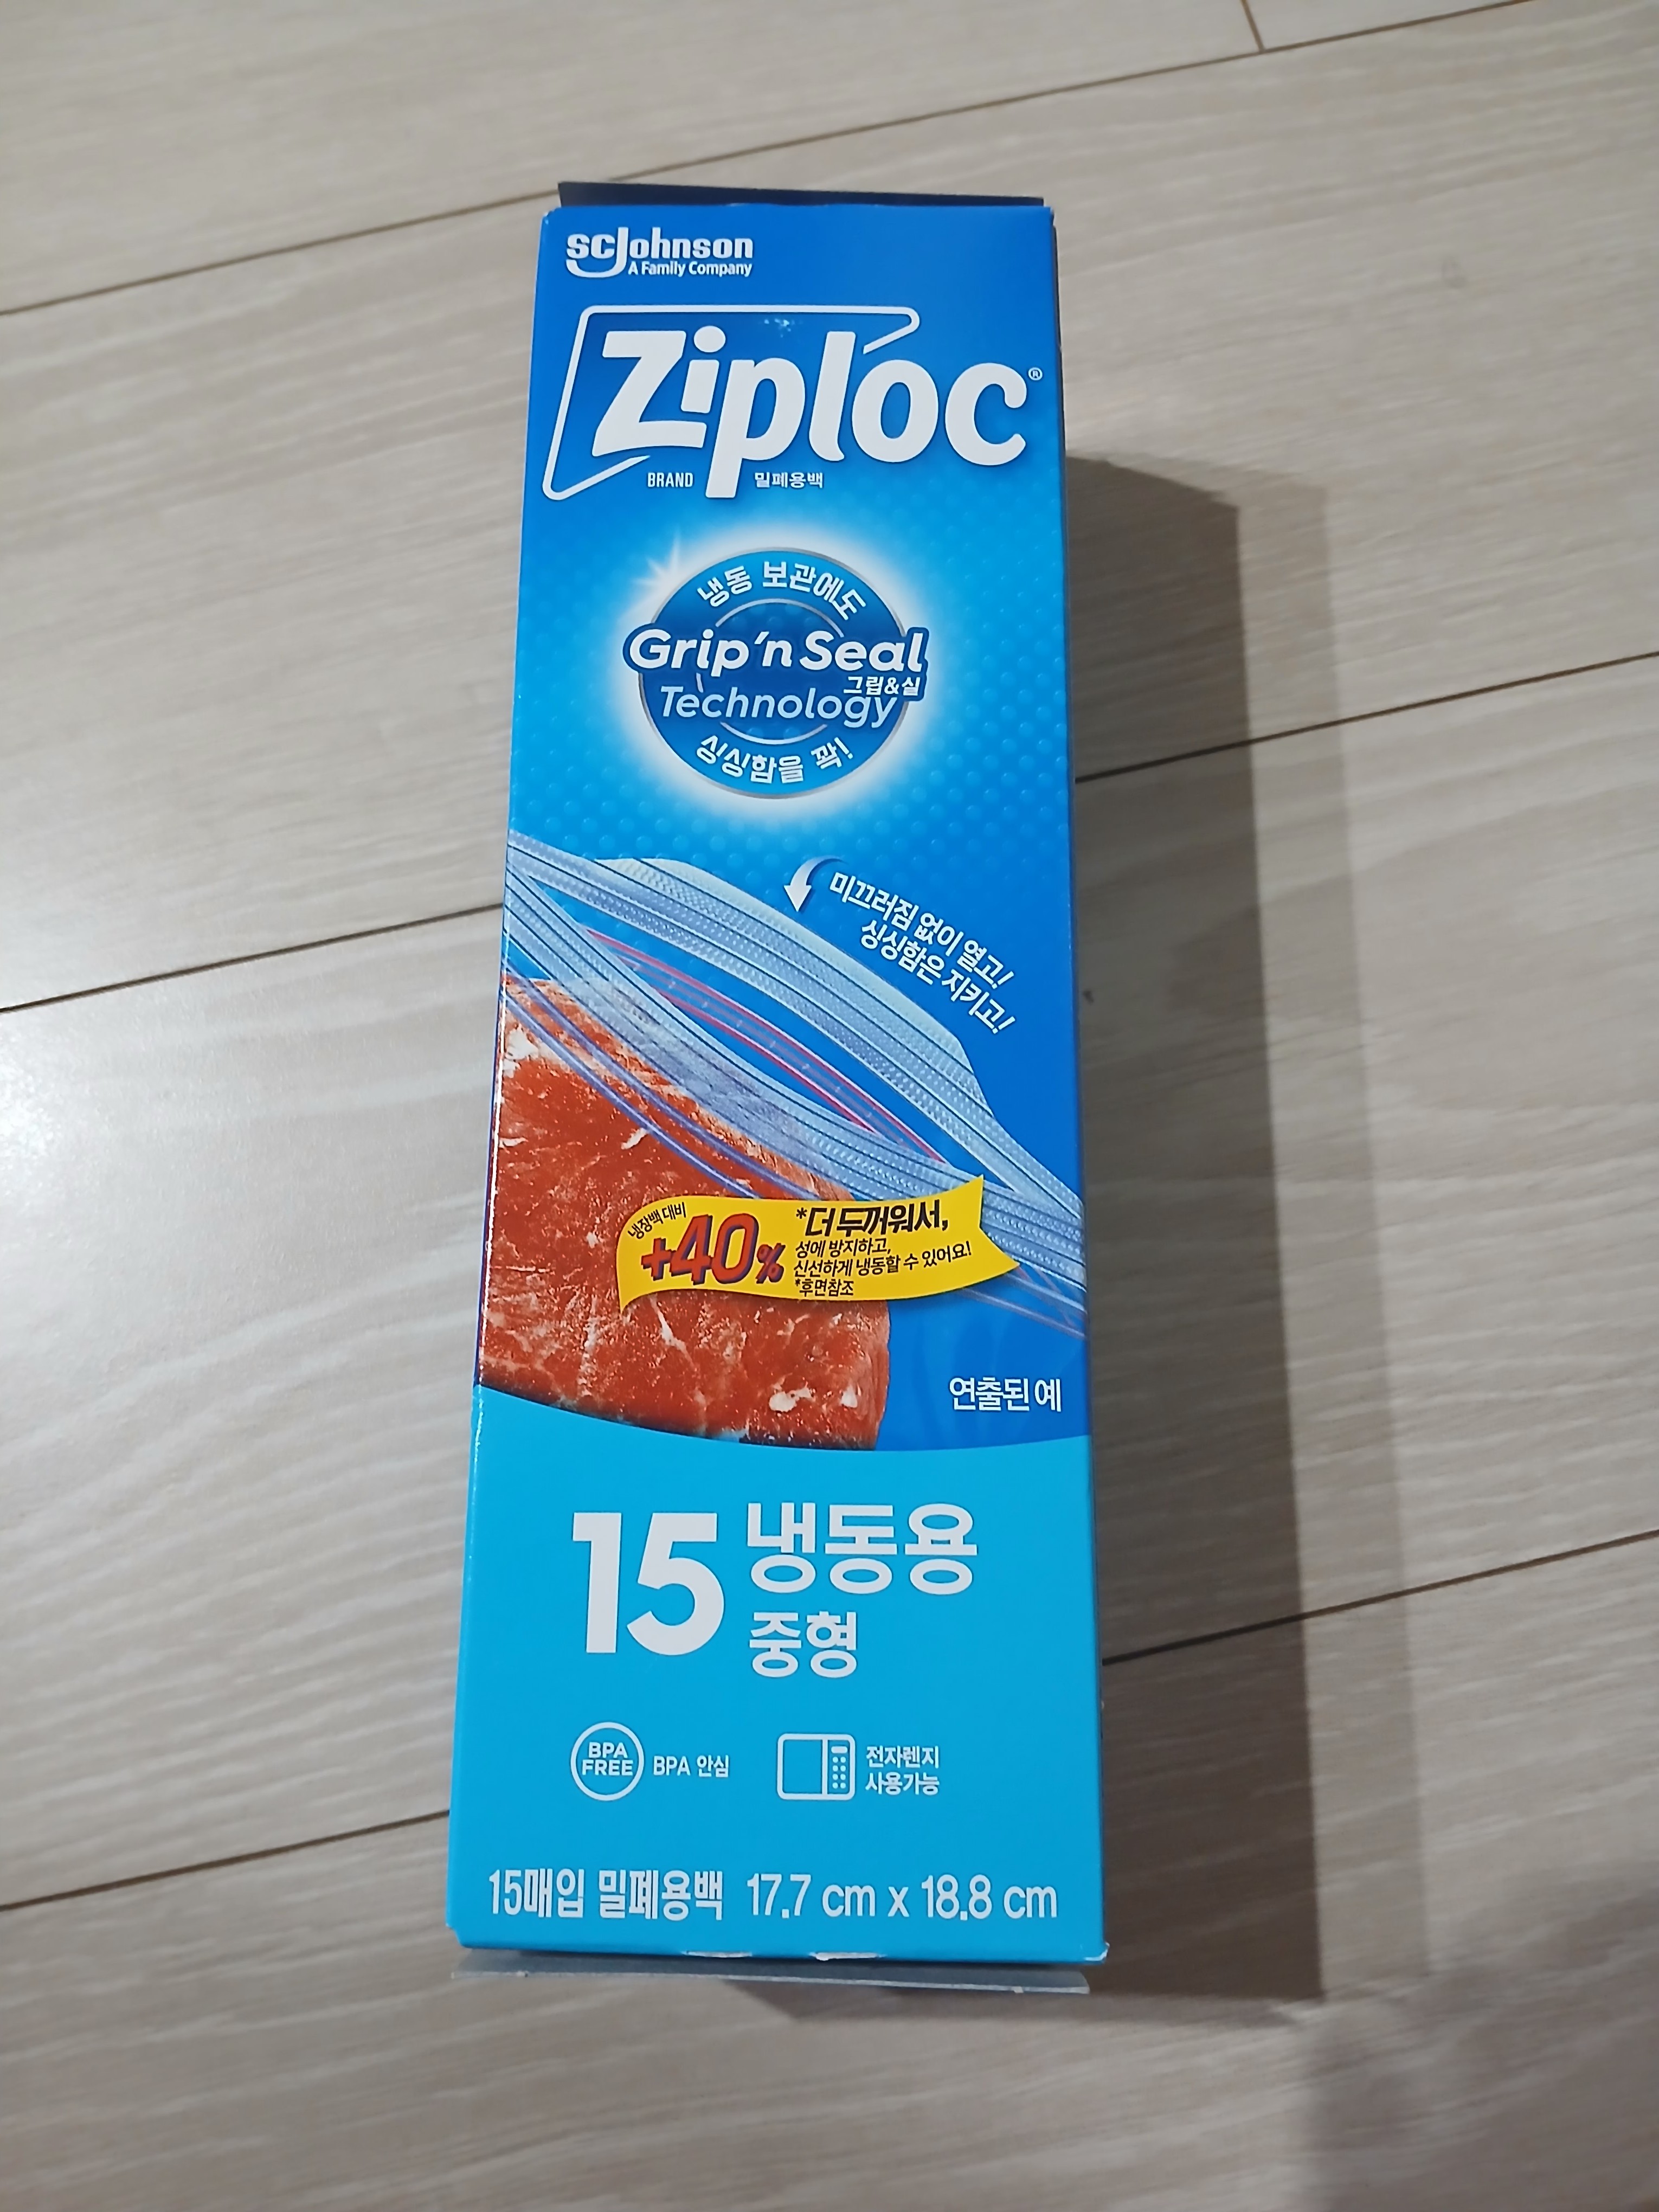 scJohnson
A Family Company
Ziploc®
BRAND 밀폐용백
냉동 보관에도
Grip'n Seal
그립&실
Technology
싱싱함을 꽉!
미끄러짐 없이 열고!
싱싱함은 지키고!
냉장백 대비
+40%
*더 두꺼워서,
성에 방지하고,
신선하게 냉동할 수 있어요!
*후면참조
연출된 예
15 냉동용
중형
BPA
FREE
BPA 안심
전자렌지
사용가능
15매입 밀폐용백 17.7 cm x 18.8 cm